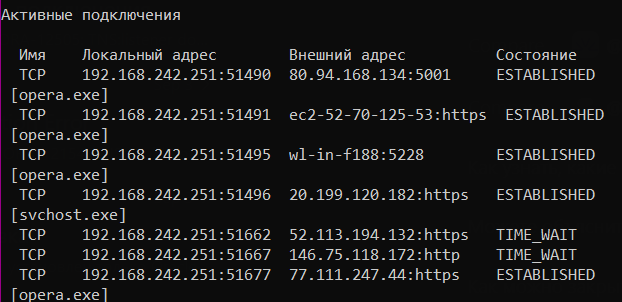 Активные подключения
Имя Локальный адрес Внешний адрес Состояние
TCP 192.168.242.251:51490 80.94.168.134:5001 ESTABLISHED
[opera.exe]
TCP 192.168.242.251:51491 ec2-52-70-125-53:https ESTABLISHED
[opera.exe]
TCP 192.168.242.251:51495 wl-in-f188:5228 ESTABLISHED
[opera.exe]
TCP 192.168.242.251:51496 20.199.120.182:https ESTABLISHED
[svchost.exe]
TCP 192.168.242.251:51662 52.113.194.132:https TIME_WAIT
TCP 192.168.242.251:51667 146.75.118.172:http TIME_WAIT
TCP 192.168.242.251:51677 77.111.247.44:https ESTABLISHED
[opera.exe]